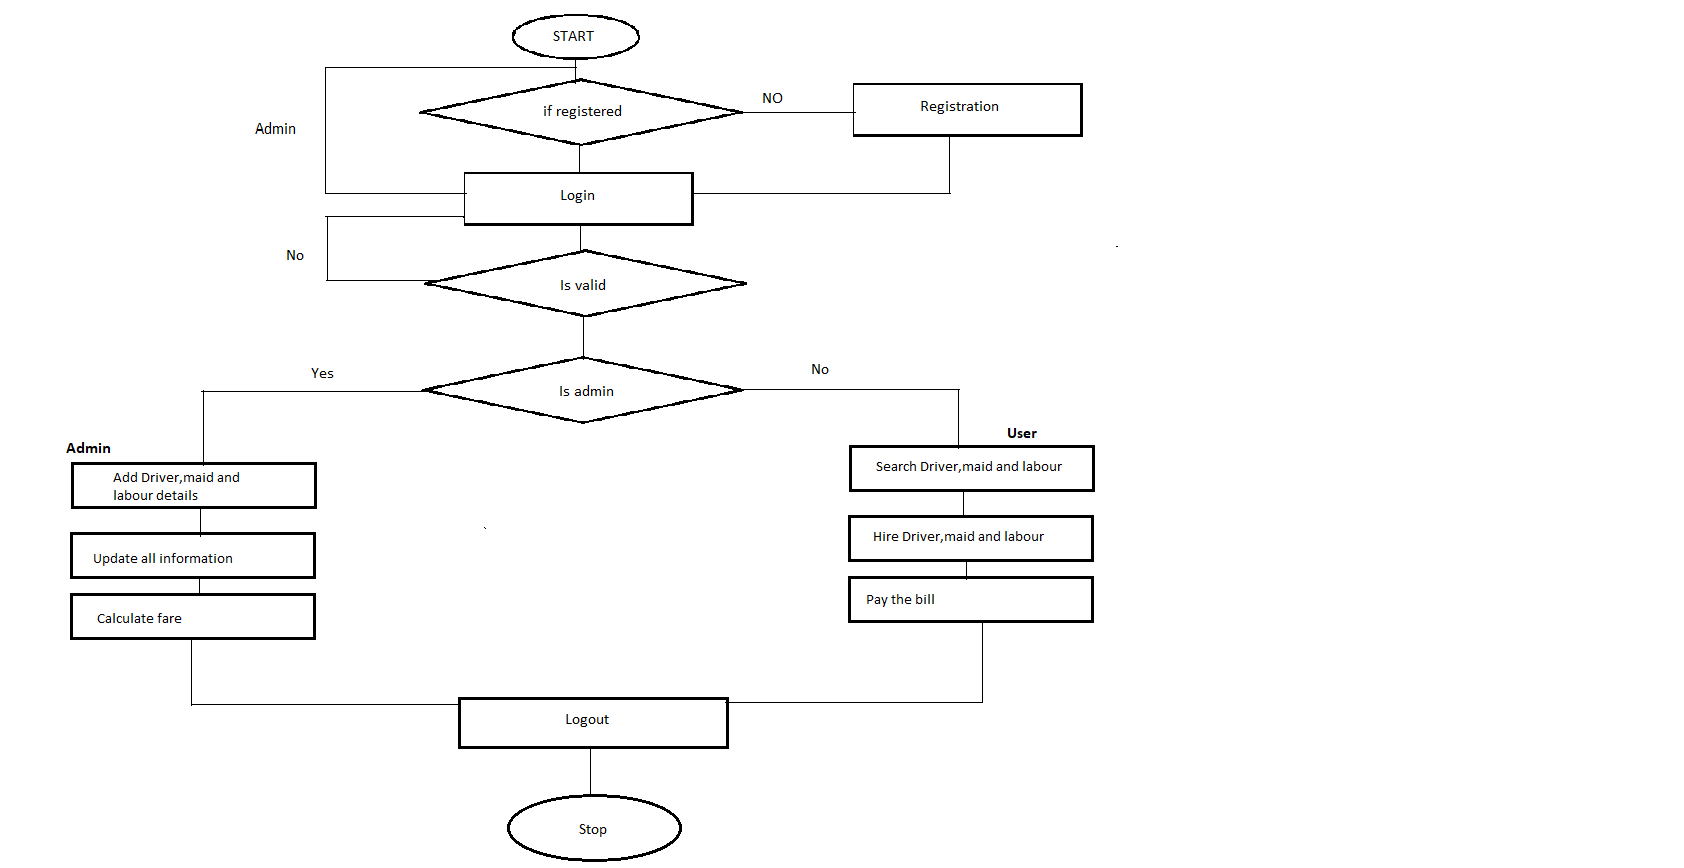 START
if registered
NO
Registration
Admin
Login
No
Is valid
Yes
Is admin
No
Admin
User
Add Driver,maid and
labour details
Search Driver,maid and labour
Update all information
Hire Driver,maid and labour
Calculate fare
Pay the bill
Logout
Stop